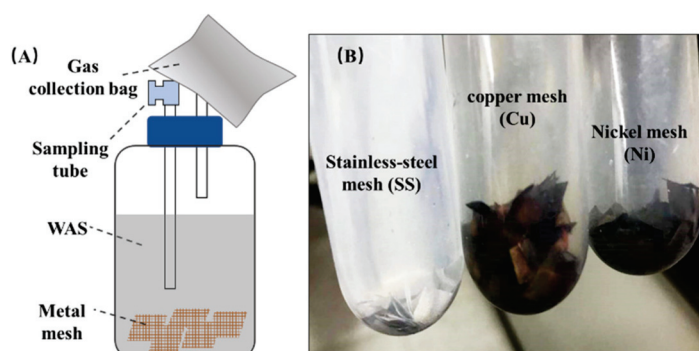 (A)
Gas
collection bag
Sampling
tube
WAS
Metal
mesh
(B)
Stainless-steel
mesh (SS)
copper mesh
(Cu)
Nickel mesh
(Ni)